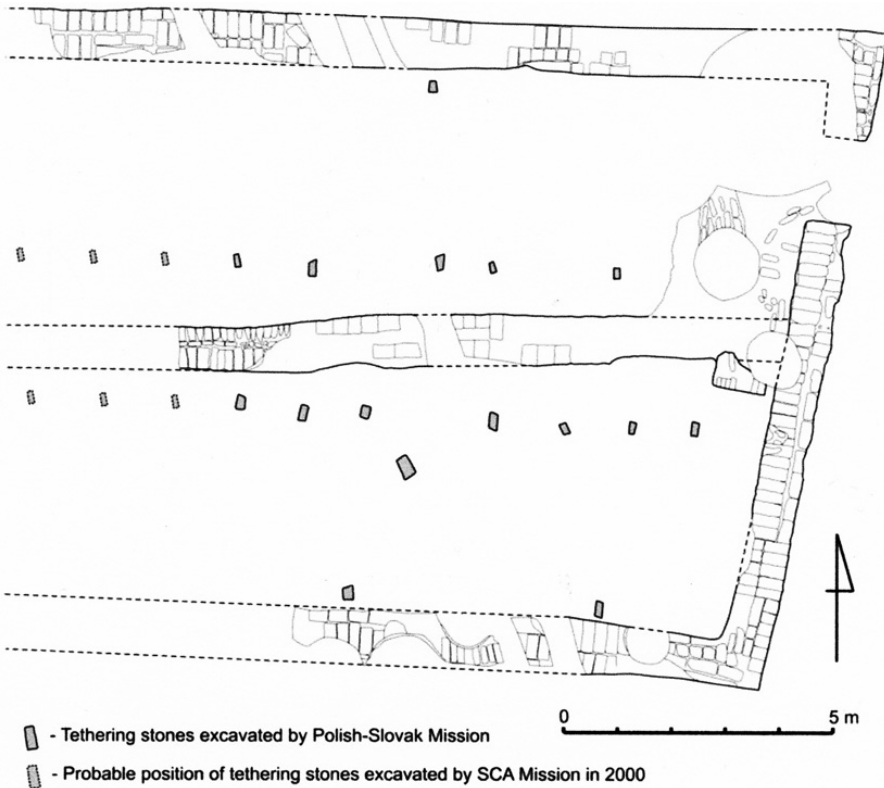 0 5 m
- Tethering stones excavated by Polish-Slovak Mission
- Probable position of tethering stones excavated by SCA Mission in 2000